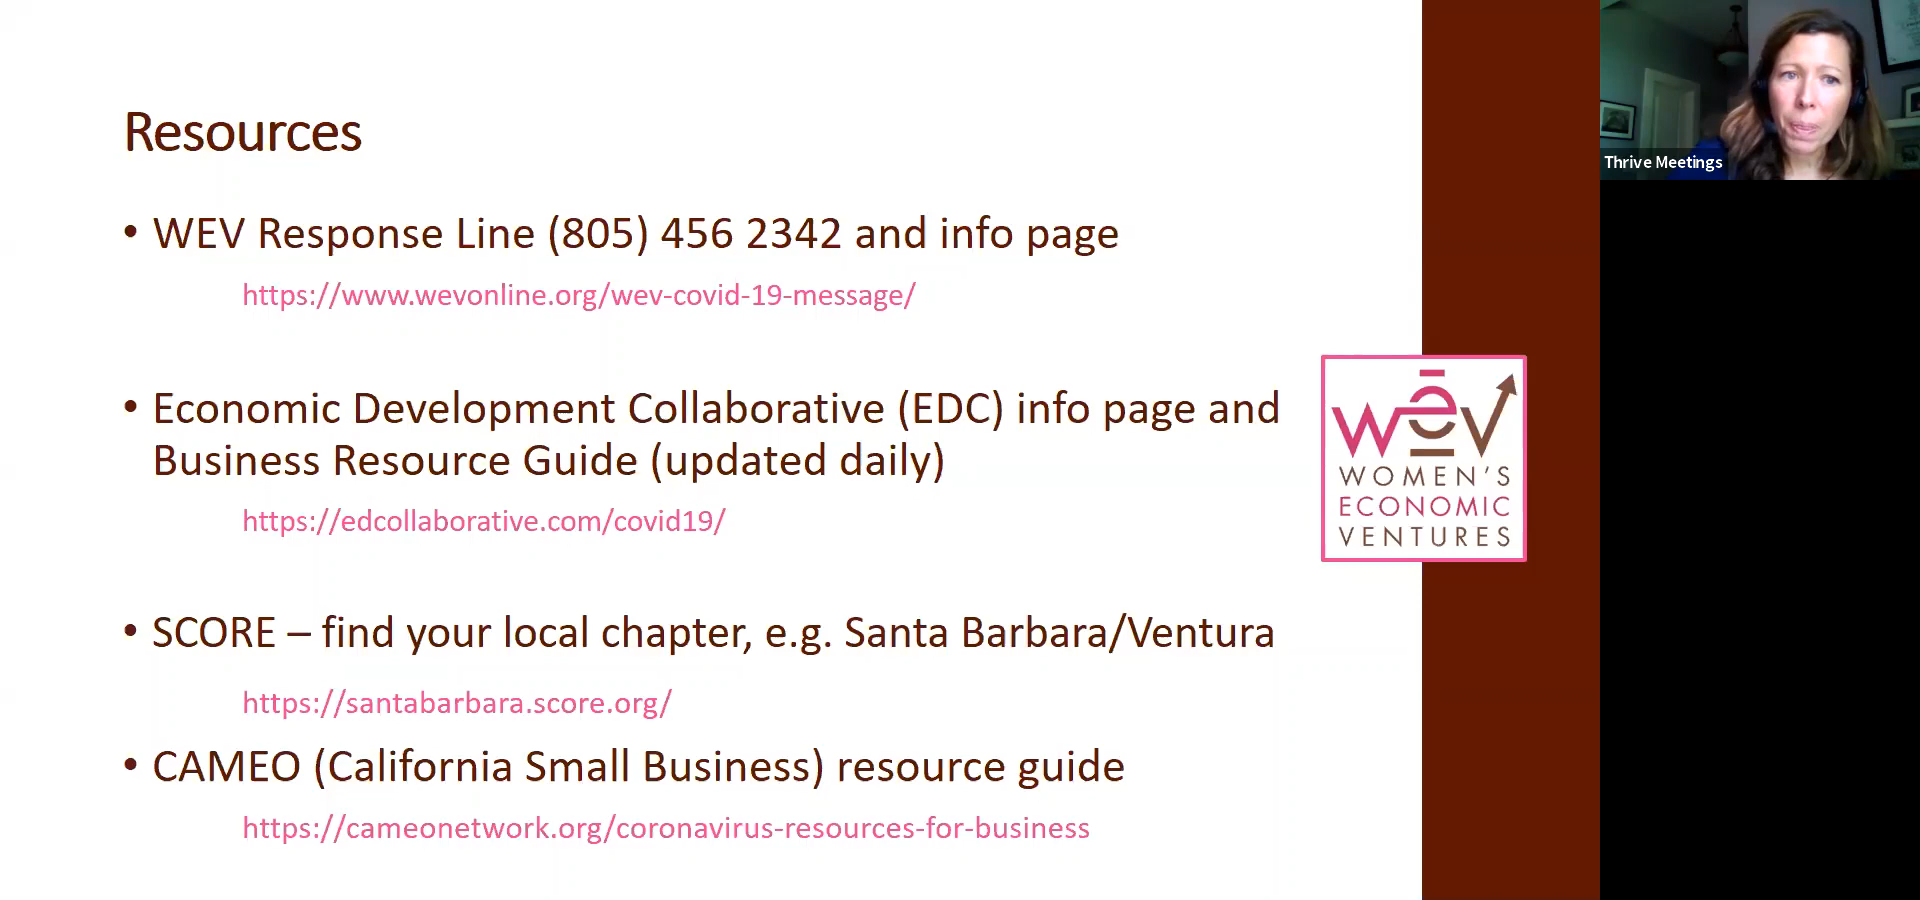 Resources
• WEV Response Line (805) 456 2342 and info page
https://www.wevonline.org/wev-covid-19-message/
• Economic Development Collaborative (EDC) info page and
Business Resource Guide (updated daily)
https://edcollaborative.com/covid19/
• SCORE – find your local chapter, e.g. Santa Barbara/Ventura
https://santabarbara.score.org/
• CAMEO (California Small Business) resource guide
https://cameonetwork.org/coronavirus-resources-for-business
wev
WOMEN'S
ECONOMIC
VENTURES
Thrive Meetings